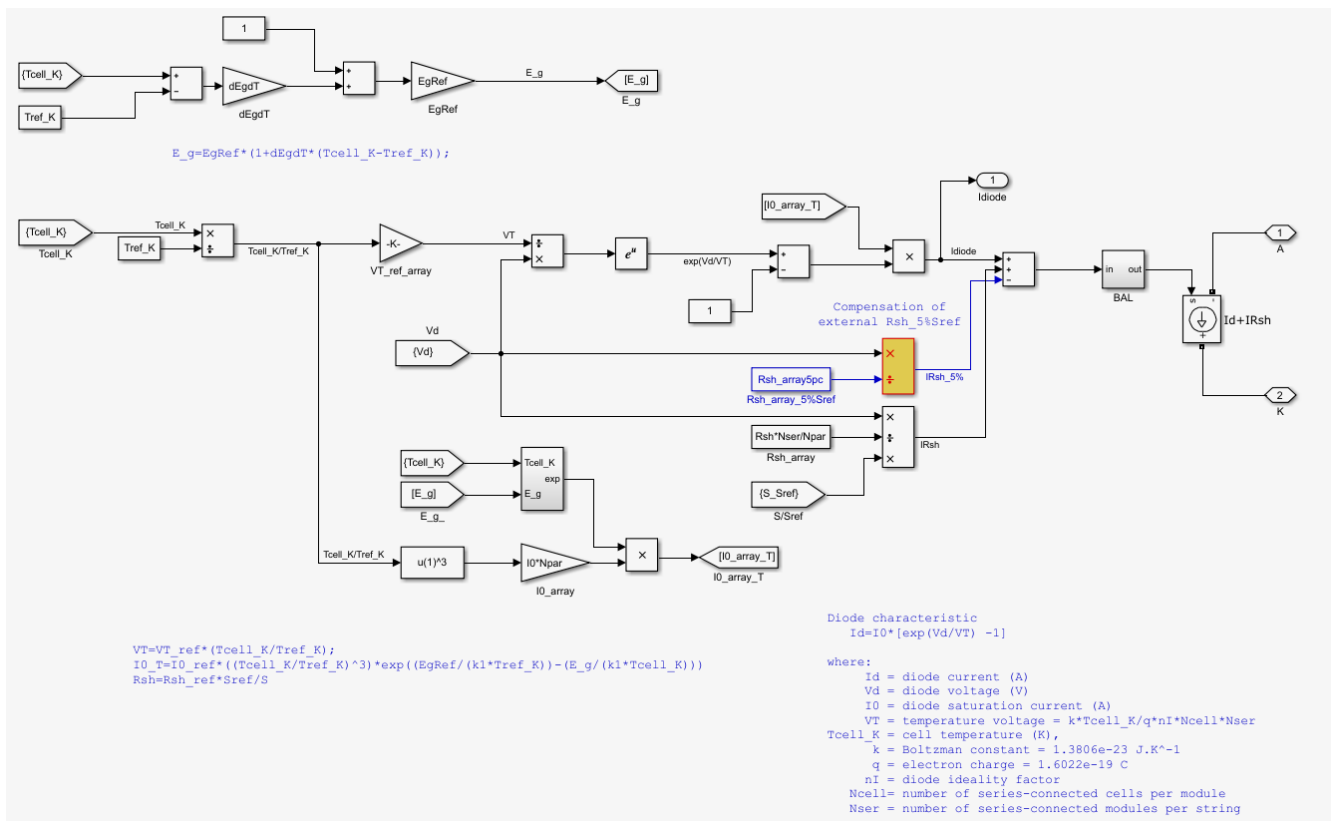 1
{Tcell_K}
+
−
dEgdT
dEgdT
Tref_K
+
+
EgRef
EgRef
E_g
[E_g]
E_g
E_g=EgRef*(1+dEgdT*(Tcell_K-Tref_K));
{Tcell_K}
Tcell_K
Tcell_K
Tref_K
×
÷
Tcell_K/Tref_K
-K-
VT_ref_array
VT
÷
×
e^u
exp(Vd/VT)
1
+
−
[I0_array_T]
×
Idiode
1
Idiode
+
+
−
in out
BAL
s
-
+
Id+IRsh
1
A
2
K
Compensation of
external Rsh_5%Sref
Vd
{Vd}
×
÷
Rsh_array5pc
Rsh_array_5%Sref
IRsh_5%
×
÷
×
Rsh*Nser/Npar
Rsh_array
IRsh
{S_Sref}
S/Sref
{Tcell_K}
[E_g]
E_g_
Tcell_K
exp
E_g
Tcell_K/Tref_K
u(1)^3
I0*Npar
I0_array
×
[I0_array_T]
I0_array_T
VT=VT_ref*(Tcell_K/Tref_K);
I0_T=I0_ref*((Tcell_K/Tref_K)^3)*exp((EgRef/(k1*Tref_K))-(E_g/(k1*Tcell_K)))
Rsh=Rsh_ref*Sref/S
Diode characteristic
Id=I0*[exp(Vd/VT) -1]
where:
Id = diode current (A)
Vd = diode voltage (V)
I0 = diode saturation current (A)
VT = temperature voltage = k*Tcell_K/q*nI*Ncell*Nser
Tcell_K = cell temperature (K),
k = Boltzman constant = 1.3806e-23 J.K^-1
q = electron charge = 1.6022e-19 C
nI = diode ideality factor
Ncell= number of series-connected cells per module
Nser = number of series-connected modules per string